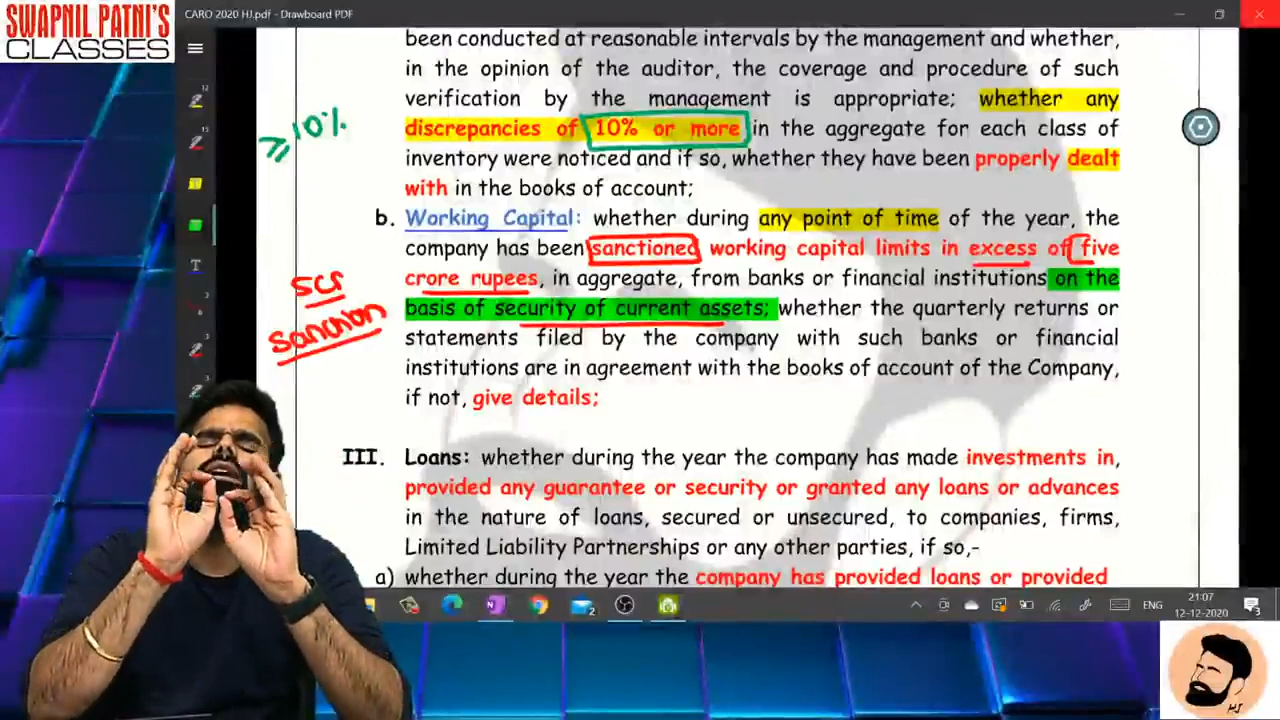 SWAPNIL PATNI'S
CLASSES
CARO 2020 HJ.pdf - Drawboard PDF
been conducted at reasonable intervals by the management and whether,
in the opinion of the auditor, the coverage and procedure of such
verification by the management is appropriate; whether any
discrepancies of 10% or more in the aggregate for each class of
inventory were noticed and if so, whether they have been properly dealt
with in the books of account;
≥10%
b. Working Capital: whether during any point of time of the year, the
company has been sanctioned working capital limits in excess of five
crore rupees, in aggregate, from banks or financial institutions on the
basis of security of current assets; whether the quarterly returns or
statements filed by the company with such banks or financial
institutions are in agreement with the books of account of the Company,
if not, give details;
5cr
sanction
III. Loans: whether during the year the company has made investments in,
provided any guarantee or security or granted any loans or advances
in the nature of loans, secured or unsecured, to companies, firms,
Limited Liability Partnerships or any other parties, if so,-
a) whether during the year the company has provided loans or provided
ENG
21:07
12-12-2020
HJ